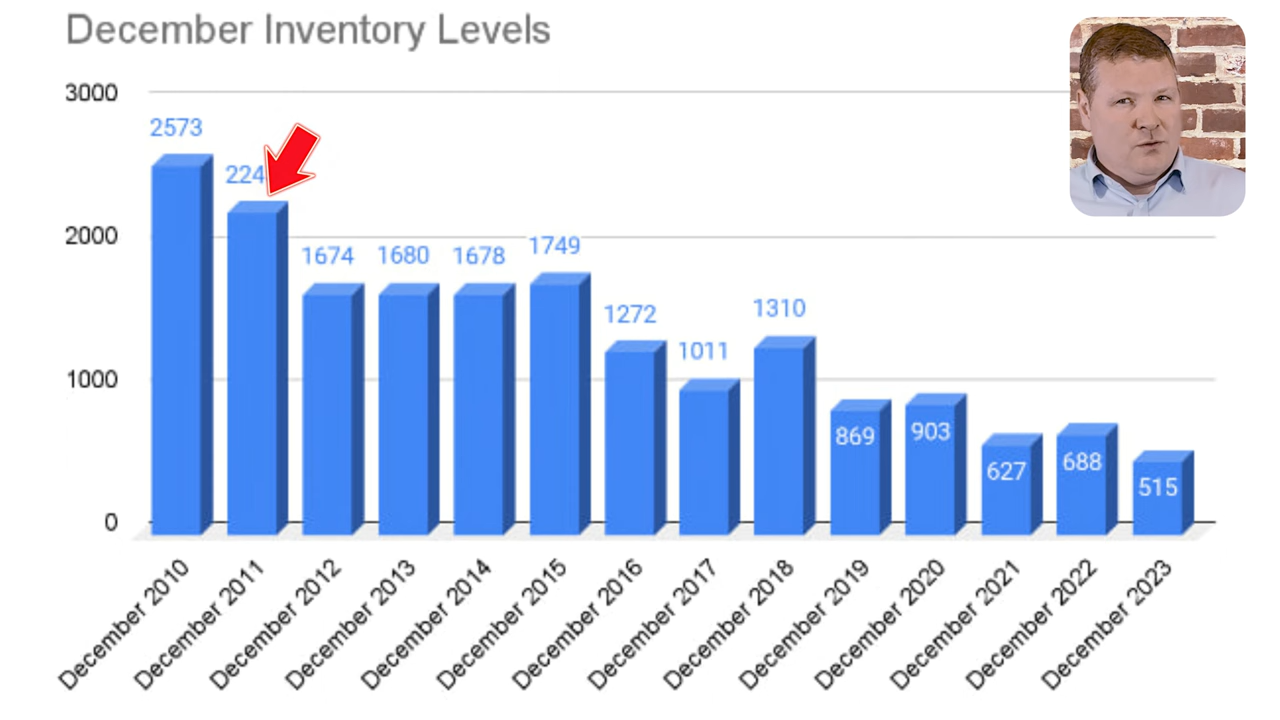 December Inventory Levels
3000
2573
224
2000
1674
1680
1678
1749
1272
1011
1310
1000
869
903
627
688
515
0
December 2010
December 2011
December 2012
December 2013
December 2014
December 2015
December 2016
December 2017
December 2018
December 2019
December 2020
December 2021
December 2022
December 2023